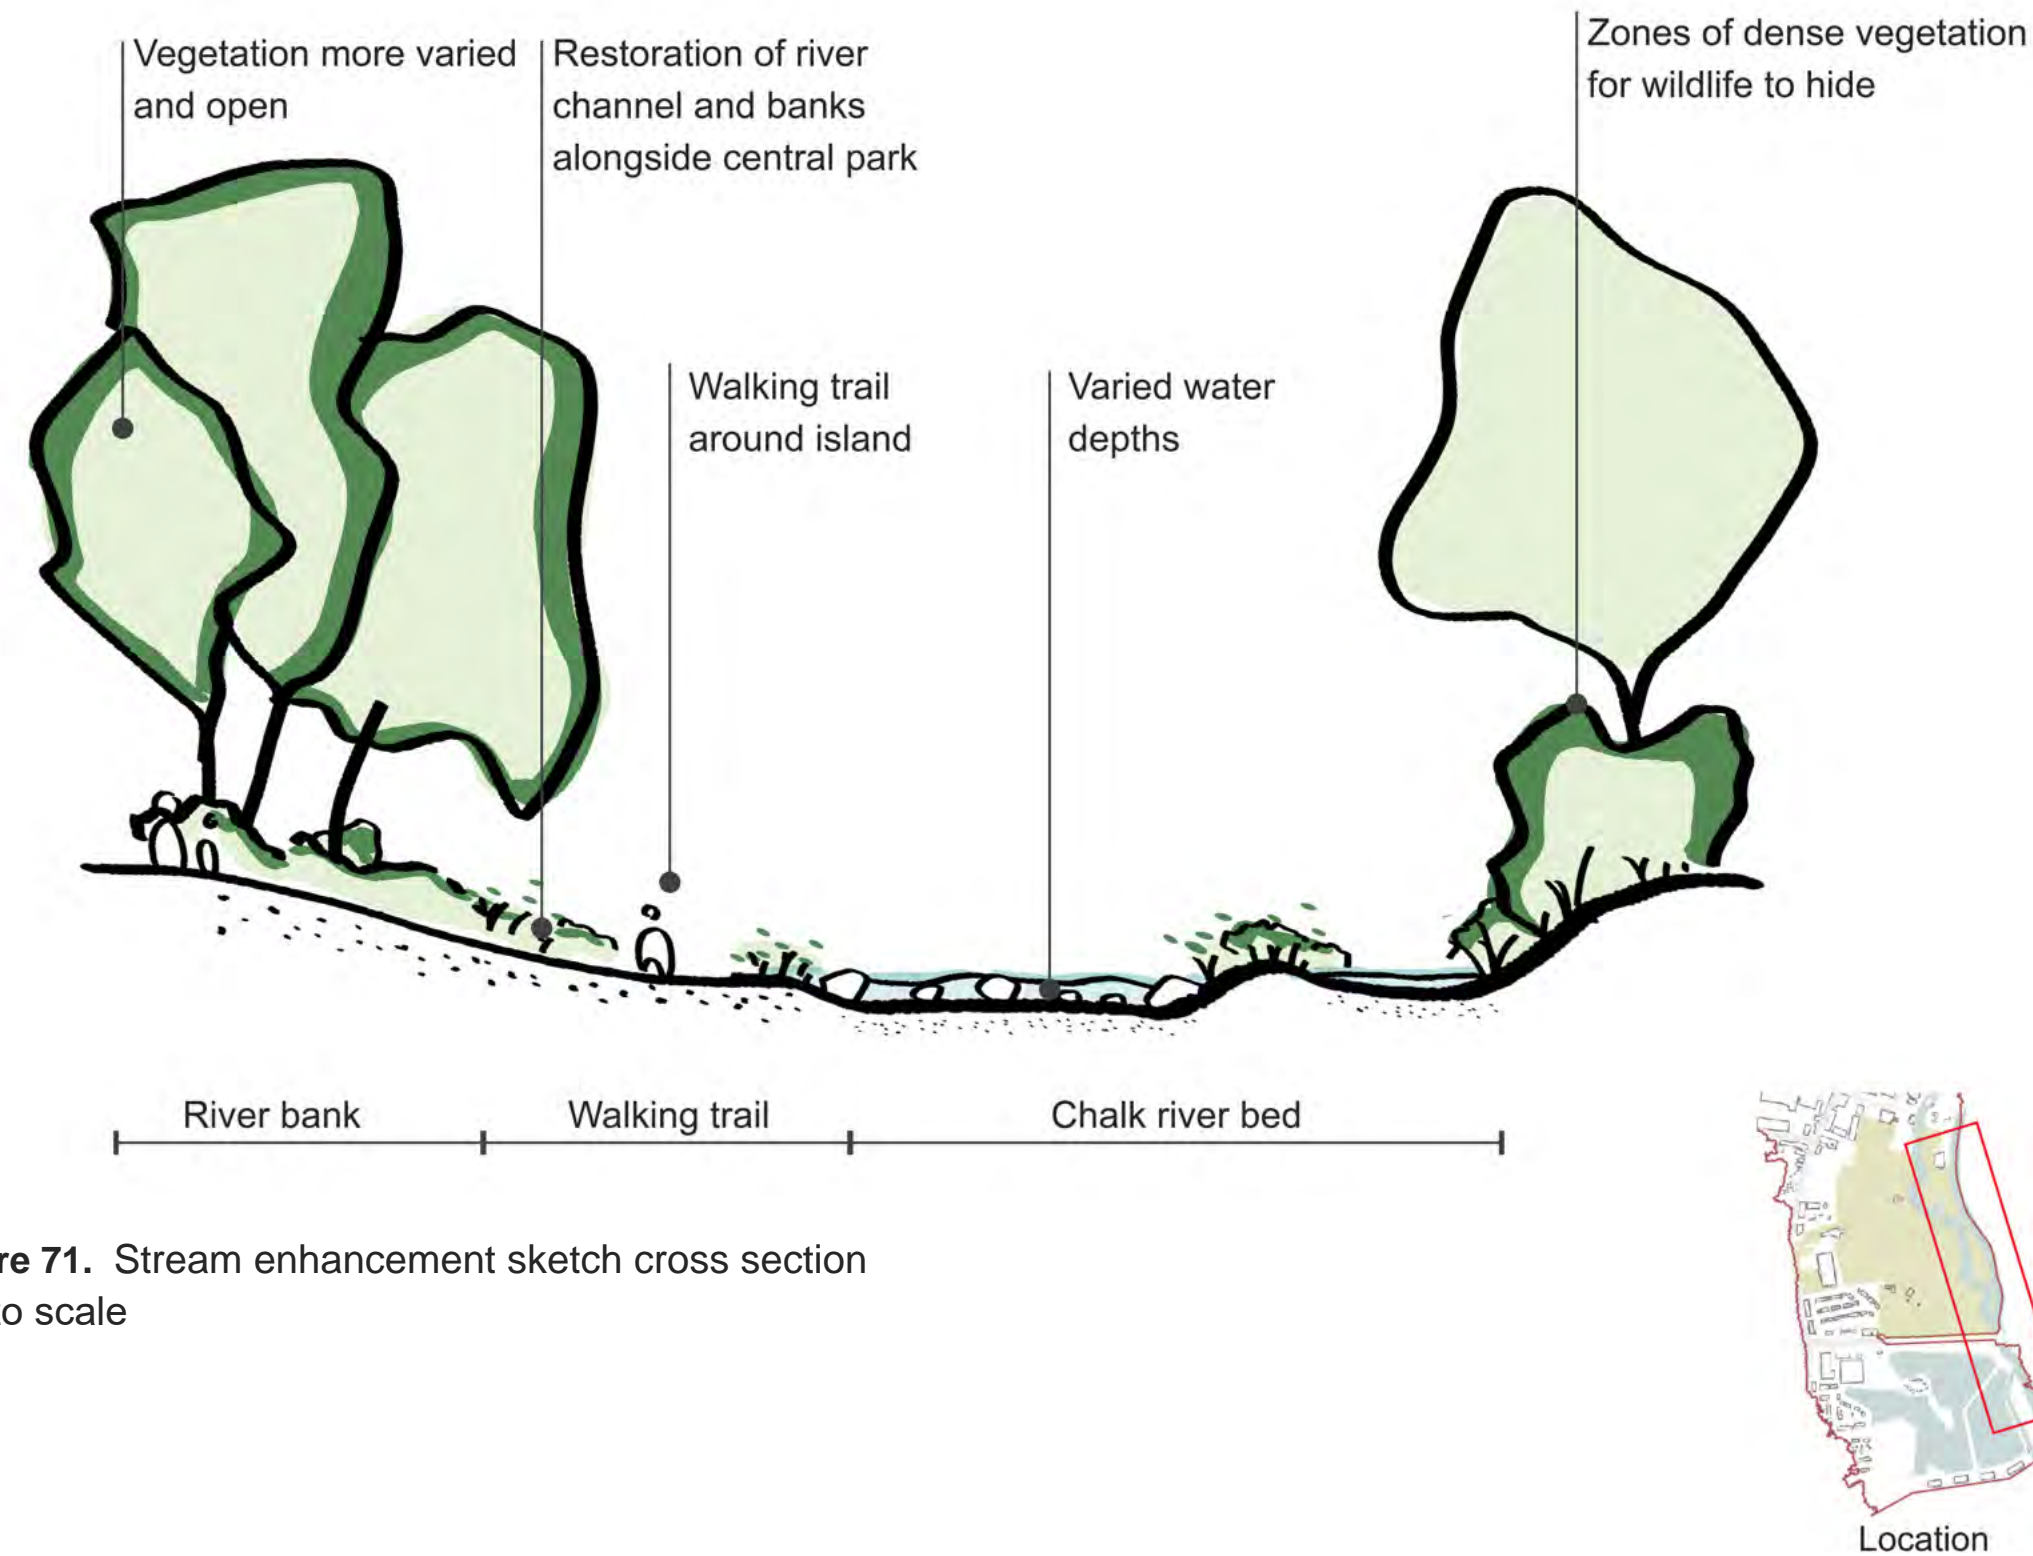 Vegetation more varied
and open
Restoration of river
channel and banks
alongside central park
Zones of dense vegetation
for wildlife to hide
Walking trail
around island
Varied water
depths
River bank
Walking trail
Chalk river bed
re 71. Stream enhancement sketch cross section
to scale
Location